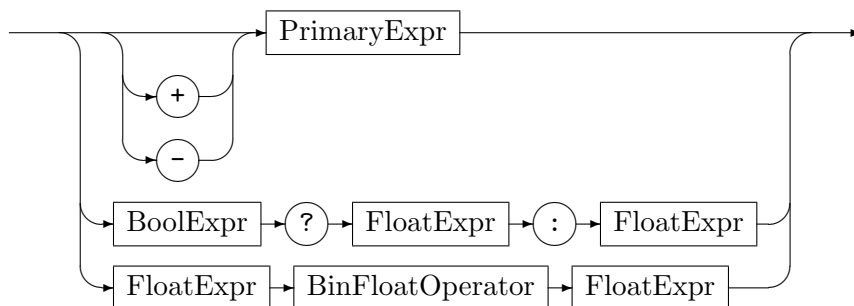 PrimaryExpr
+
-
BoolExpr ? FloatExpr : FloatExpr
FloatExpr BinFloatOperator FloatExpr